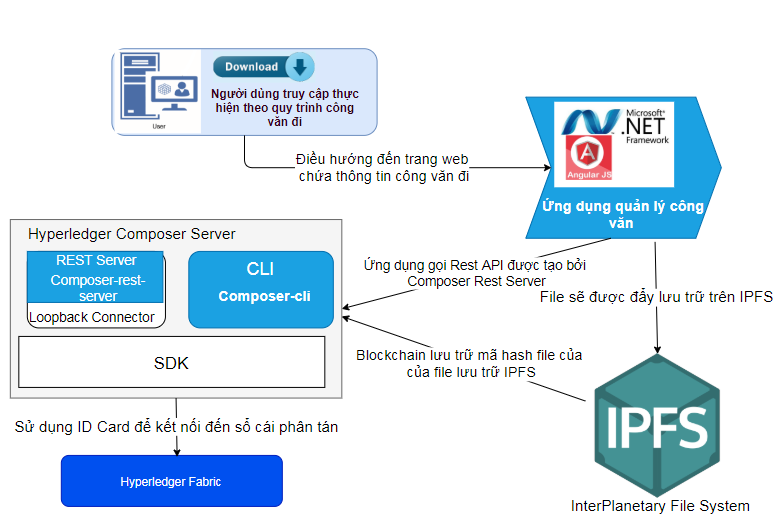 Download
Người dùng truy cập thực
hiện theo quy trình công
văn đi
User
Điều hướng đến trang web
chứa thông tin công văn đi
Microsoft®
.NET
Framework
Angular JS
Ứng dụng quản lý công
văn
Hyperledger Composer Server
REST Server
Composer-rest-
server
Loopback Connector
CLI
Composer-cli
SDK
Ứng dụng gọi Rest API được tạo bởi
Composer Rest Server
File sẽ được đẩy lưu trữ trên IPFS
Blockchain lưu trữ mã hash file của
của file lưu trữ IPFS
IPFS
InterPlanetary File System
Sử dụng ID Card để kết nối đến sổ cái phân tán
Hyperledger Fabric